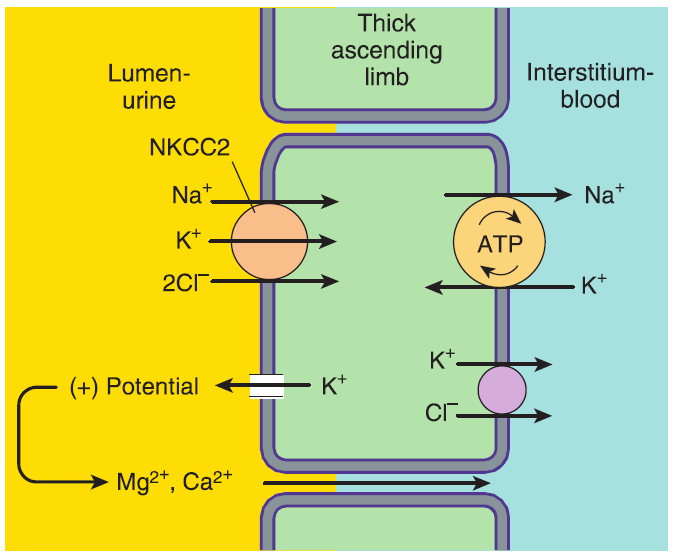 Thick
ascending
limb
Lumen-
urine
Interstitium-
blood
NKCC2
Na⁺
K⁺
2Cl⁻
Na⁺
ATP
K⁺
K⁺
Cl⁻
(+) Potential
K⁺
Mg²⁺, Ca²⁺